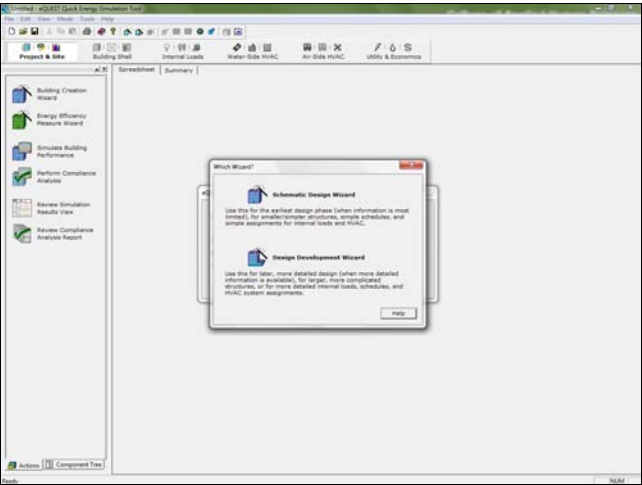 Untitled - eQUEST Quick Energy Simulation Tool
File Edit View Mode Tools Help
Project & Site
Building Shell
Internal Loads
Water-Side HVAC
Air-Side HVAC
Utility & Economics
Spreadsheet
Summary
Building Creation
Wizard
Energy Efficiency
Measure Wizard
Simulate Building
Performance
Perform Compliance
Analysis
Review Simulation
Results View
Review Compliance
Analysis Report
Which Wizard?
Schematic Design Wizard
Use this for the earliest design phase (when information is most
limited), for smaller/simpler structures, simple schedules, and
simple assignments for internal loads and HVAC.
Design Development Wizard
Use this for later, more detailed design (when more detailed
information is available), for larger, more complicated
structures, or for more detailed internal loads, schedules, and
HVAC system assignments.
Help
Actions
Component Tree
Ready
NUM